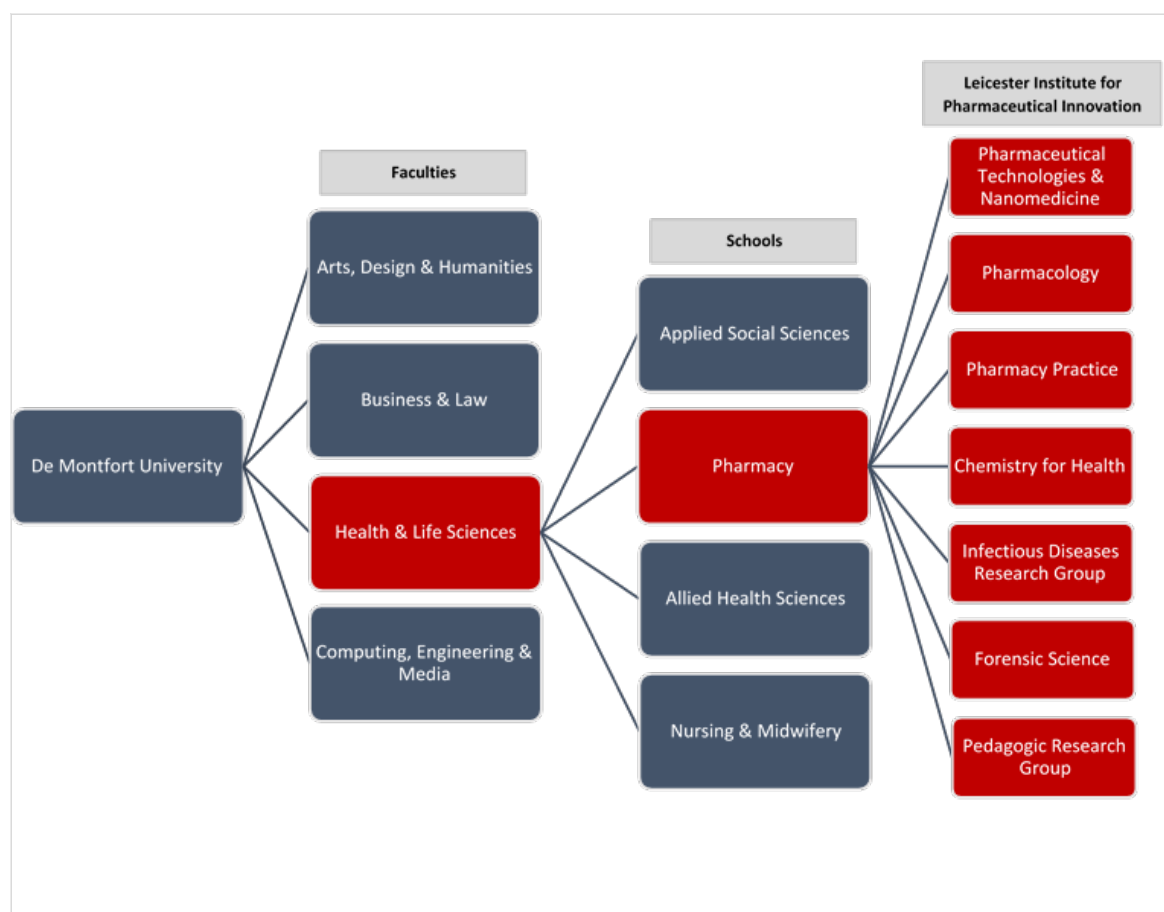 De Montfort University
Faculties
Arts, Design & Humanities
Business & Law
Health & Life Sciences
Computing, Engineering &
Media
Schools
Applied Social Sciences
Pharmacy
Allied Health Sciences
Nursing & Midwifery
Leicester Institute for
Pharmaceutical Innovation
Pharmaceutical
Technologies &
Nanomedicine
Pharmacology
Pharmacy Practice
Chemistry for Health
Infectious Diseases
Research Group
Forensic Science
Pedagogic Research
Group